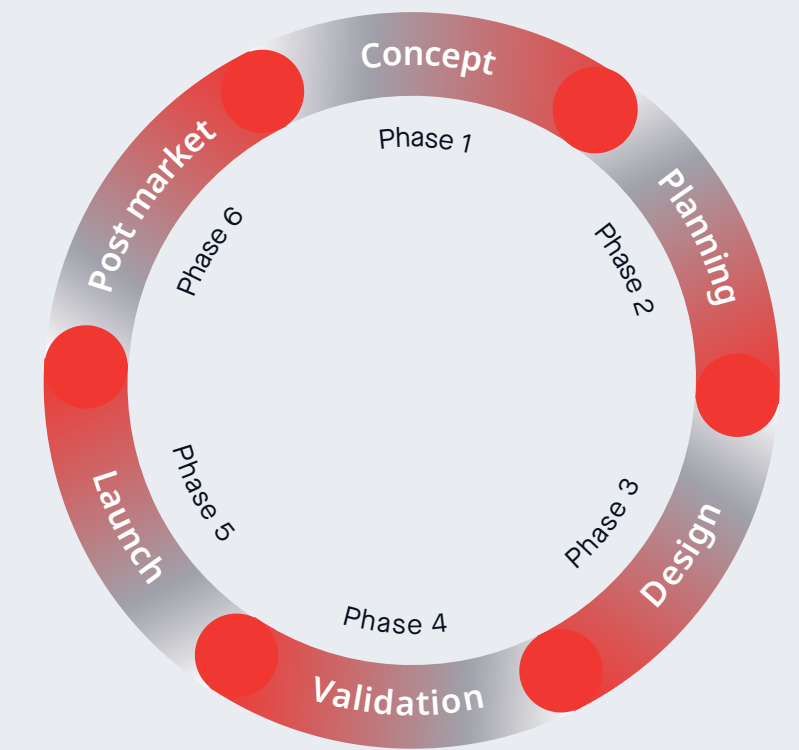 Concept
Phase 1
Planning
Phase 2
Design
Phase 3
Validation
Phase 4
Launch
Phase 5
Post market
Phase 6